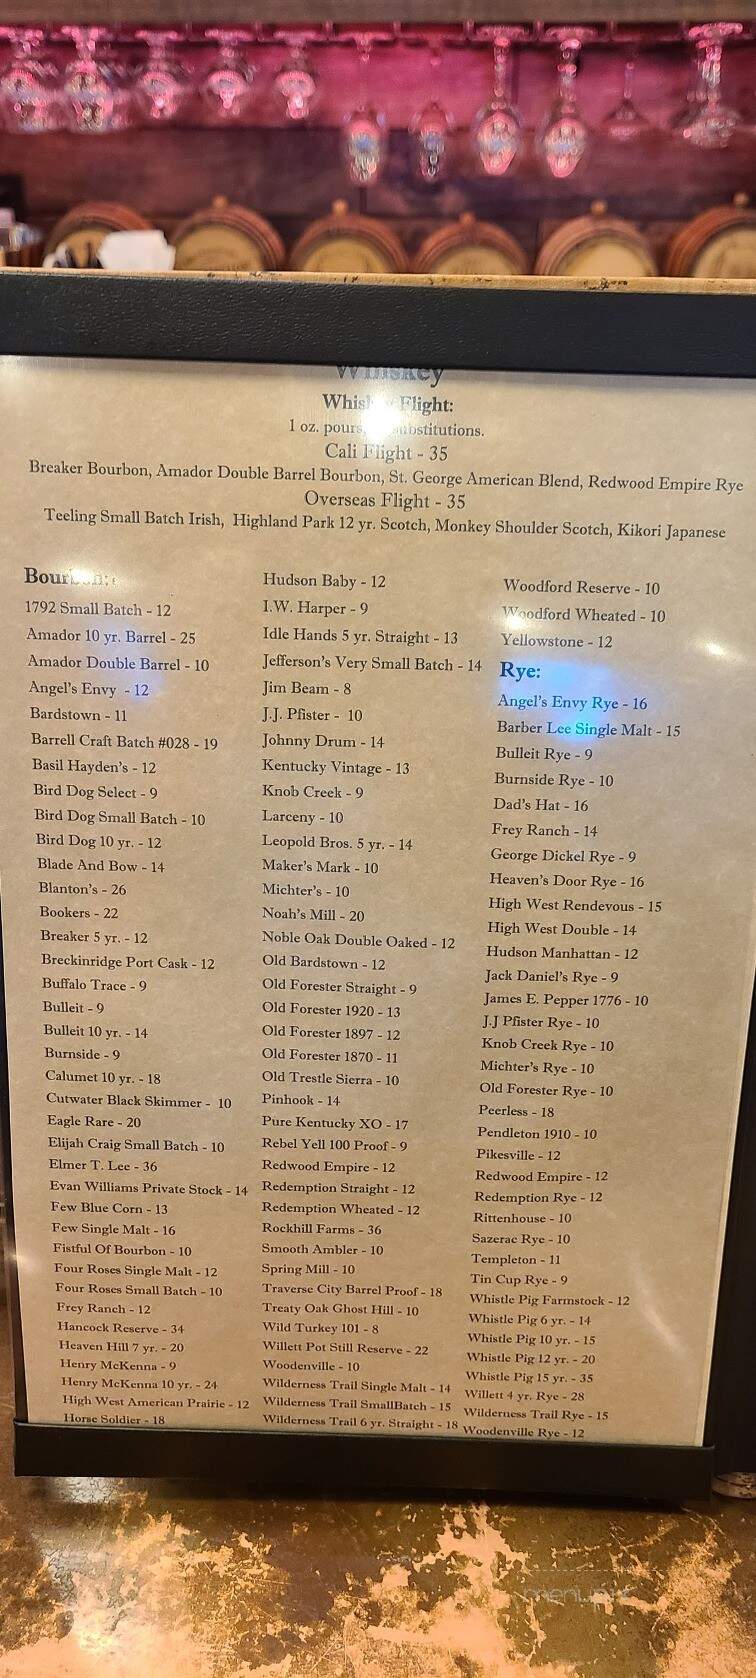 Whiskey
Flight:
1 oz. pours,
Cali Flight - 35
Breaker Bourbon, Amador Double Barrel Bourbon, St. George American Blend, Redwood Empire Rye
Overseas Flight - 35
Teeling Small Batch Irish, Highland Park 12 yr. Scotch, Monkey Shoulder Scotch, Kikori Japanese
Bourbon:
1792 Small Batch - 12
Amador 10 yr. Barrel - 25
Amador Double Barrel - 10
Angel's Envy - 12
Bardstown - 11
Barrell Craft Batch #028 - 19
Basil Hayden's - 12
Bird Dog Select - 9
Bird Dog Small Batch - 10
Bird Dog 10 yr. - 12
Blade And Bow - 14
Blanton's - 26
Bookers - 22
Breaker 5 yr. - 12
Breckinridge Port Cask - 12
Buffalo Trace - 9
Bulleit - 9
Bulleit 10 yr. - 14
Burnside - 9
Calumet 10 yr. - 18
Cutwater Black Skimmer - 10
Eagle Rare - 20
Elijah Craig Small Batch - 10
Elmer T. Lee - 36
Evan Williams Private Stock - 14
Few Blue Corn - 13
Few Single Malt - 16
Fistful Of Bourbon - 10
Four Roses Single Malt - 12
Four Roses Small Batch - 10
Frey Ranch - 12
Hancock Reserve - 34
Heaven Hill 7 yr. - 20
Henry McKenna - 9
Henry McKenna 10 yr. - 24
High West American Prairie - 12
Horse Soldier - 18
Hudson Baby - 12
I.W. Harper - 9
Idle Hands 5 yr. Straight - 13
Jefferson's Very Small Batch - 14
Jim Beam - 8
J.J. Pfister - 10
Johnny Drum - 14
Kentucky Vintage - 13
Knob Creek - 9
Larceny - 10
Leopold Bros. 5 yr. - 14
Maker's Mark - 10
Michter's - 10
Noah's Mill - 20
Noble Oak Double Oaked - 12
Old Bardstown - 12
Old Forester Straight - 9
Old Forester 1920 - 13
Old Forester 1897 - 12
Old Forester 1870 - 11
Old Trestle Sierra - 10
Pinhook - 14
Pure Kentucky XO - 17
Rebel Yell 100 Proof - 9
Redwood Empire - 12
Redemption Straight - 12
Redemption Wheated - 12
Rockhill Farms - 36
Smooth Ambler - 10
Spring Mill - 10
Traverse City Barrel Proof - 18
Treaty Oak Ghost Hill - 10
Wild Turkey 101 - 8
Willett Pot Still Reserve - 22
Woodenville - 10
Wilderness Trail Single Malt - 14
Wilderness Trail SmallBatch - 15
Wilderness Trail 6 yr. Straight - 18
Woodford Reserve - 10
Woodford Wheated - 10
Yellowstone - 12
Rye:
Angel's Envy Rye - 16
Barber Lee Single Malt - 15
Bulleit Rye - 9
Burnside Rye - 10
Dad's Hat - 16
Frey Ranch - 14
George Dickel Rye - 9
Heaven's Door Rye - 16
High West Rendevous - 15
High West Double - 14
Hudson Manhattan - 12
Jack Daniel's Rye - 9
James E. Pepper 1776 - 10
J.J Pfister Rye - 10
Knob Creek Rye - 10
Michter's Rye - 10
Old Forester Rye - 10
Peerless - 18
Pendleton 1910 - 10
Pikesville - 12
Redwood Empire - 12
Redemption Rye - 12
Rittenhouse - 10
Sazerac Rye - 10
Templeton - 11
Tin Cup Rye - 9
Whistle Pig Farmstock - 12
Whistle Pig 6 yr. - 14
Whistle Pig 10 yr. - 15
Whistle Pig 12 yr. - 20
Whistle Pig 15 yr. - 35
Willett 4 yr. Rye - 28
Wilderness Trail Rye - 15
Woodenville Rye - 12